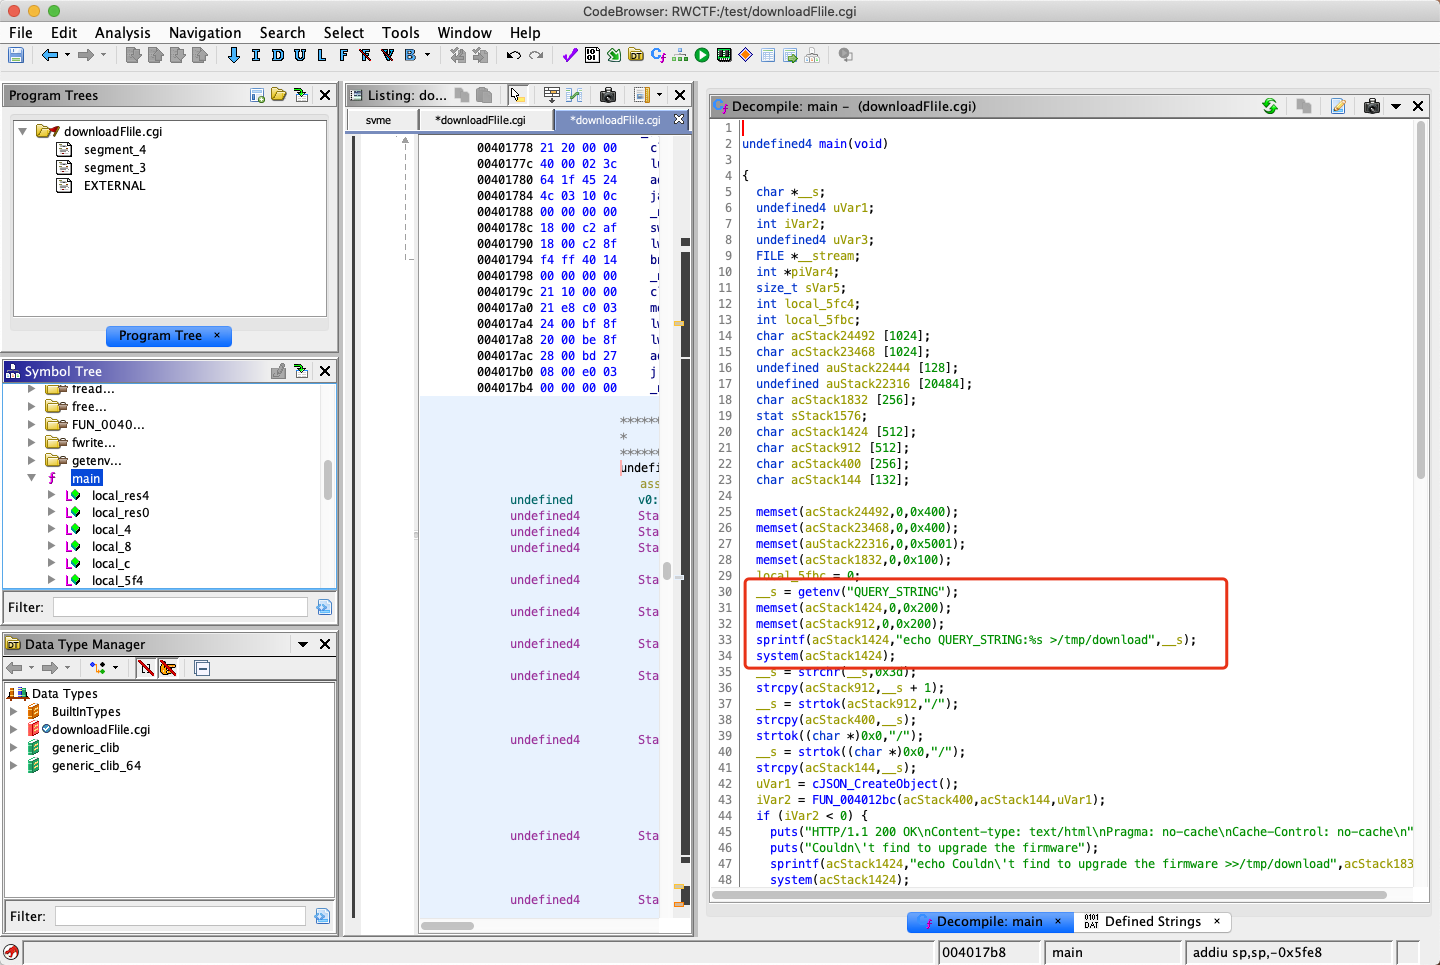 CodeBrowser: RWCTF:/test/downloadFlile.cgi
File Edit Analysis Navigation Search Select Tools Window Help
I D U L F B
Program Trees
downloadFlile.cgi
segment_4
segment_3
EXTERNAL
Program Tree ×
Symbol Tree
fread...
free...
FUN_0040...
fwrite...
getenv...
f main
local_res4
local_res0
local_4
local_8
local_c
local_5f4
Filter:
Data Type Manager
Data Types
BuiltInTypes
downloadFlile.cgi
generic_clib
generic_clib_64
Filter:
Listing: do...
svme *downloadFlile.cgi *downloadFlile.cgi
00401778 21 20 00 00 c
0040177c 40 00 02 3c l
00401780 64 1f 45 24 a
00401784 4c 03 10 0c j
00401788 00 00 00 00 _
0040178c 18 00 c2 af s
00401790 18 00 c2 8f l
00401794 f4 ff 40 14 b
00401798 00 00 00 00 _
0040179c 21 10 00 00 c
004017a0 21 e8 c0 03 m
004017a4 24 00 bf 8f l
004017a8 20 00 be 8f l
004017ac 28 00 bd 27 a
004017b0 08 00 e0 03 j
004017b4 00 00 00 00 _
******
*
******
undefi
ass
undefined v0:
undefined4 Sta
undefined4 Sta
undefined4 Sta
undefined4 Sta
undefined4 Sta
undefined4 Sta
undefined4 Sta
undefined4 Sta
undefined4 Sta
undefined4 Sta
Decompile: main - (downloadFlile.cgi)
1
2 undefined4 main(void)
3
4 {
5 char *__s;
6 undefined4 uVar1;
7 int iVar2;
8 undefined4 uVar3;
9 FILE *__stream;
10 int *piVar4;
11 size_t sVar5;
12 int local_5fc4;
13 int local_5fbc;
14 char acStack24492 [1024];
15 char acStack23468 [1024];
16 undefined auStack22444 [128];
17 undefined auStack22316 [20484];
18 char acStack1832 [256];
19 stat sStack1576;
20 char acStack1424 [512];
21 char acStack912 [512];
22 char acStack400 [256];
23 char acStack144 [132];
24
25 memset(acStack24492,0,0x400);
26 memset(acStack23468,0,0x400);
27 memset(auStack22316,0,0x5001);
28 memset(acStack1832,0,0x100);
29 local_5fbc = 0;
30 __s = getenv("QUERY_STRING");
31 memset(acStack1424,0,0x200);
32 memset(acStack912,0,0x200);
33 sprintf(acStack1424,"echo QUERY_STRING:%s >/tmp/download",__s);
34 system(acStack1424);
35 __s = strchr(__s,0x3d);
36 strcpy(acStack912,__s + 1);
37 __s = strtok(acStack912,"/");
38 strcpy(acStack400,__s);
39 strtok((char *)0x0,"/");
40 __s = strtok((char *)0x0,"/");
41 strcpy(acStack144,__s);
42 uVar1 = cJSON_CreateObject();
43 iVar2 = FUN_004012bc(acStack400,acStack144,uVar1);
44 if (iVar2 < 0) {
45 puts("HTTP/1.1 200 OK\nContent-type: text/html\nPragma: no-cache\nCache-Control: no-cache\n"
46 puts("Couldn\'t find to upgrade the firmware");
47 sprintf(acStack1424,"echo Couldn\'t find to upgrade the firmware >>/tmp/download",acStack183
48 system(acStack1424);
Decompile: main × Defined Strings ×
004017b8 main addiu sp,sp,-0x5fe8